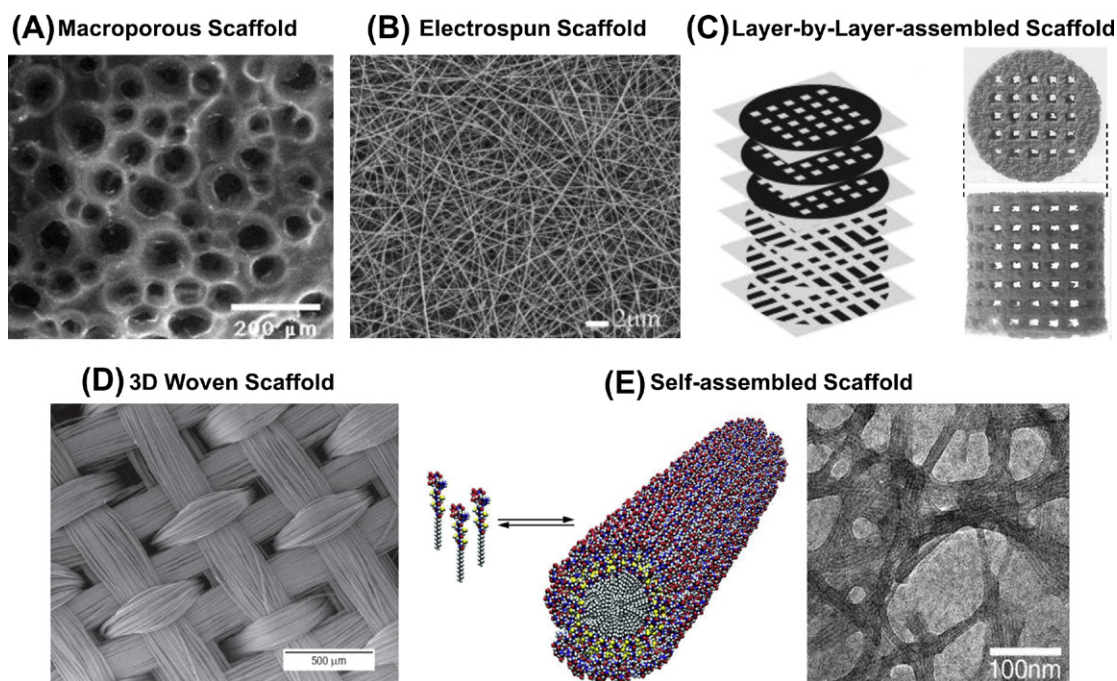 (A) Macroporous Scaffold
(B) Electrospun Scaffold
(C) Layer-by-Layer-assembled Scaffold
200 μm
2μm
(D) 3D Woven Scaffold
(E) Self-assembled Scaffold
500 μm
100nm